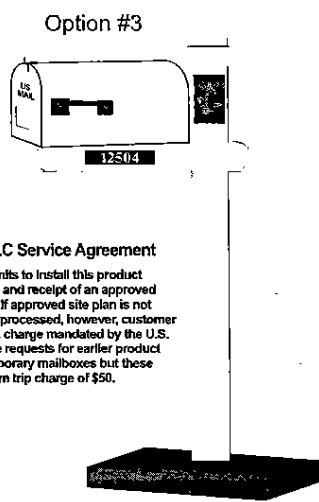 Option #3
US
MAIL
12504
LC Service Agreement
nits to install this product
and receipt of an approved
If approved site plan is not
processed, however, customer
charge mandated by the U.S.
requests for earlier product
porary mailboxes but these
rn trip charge of $50.